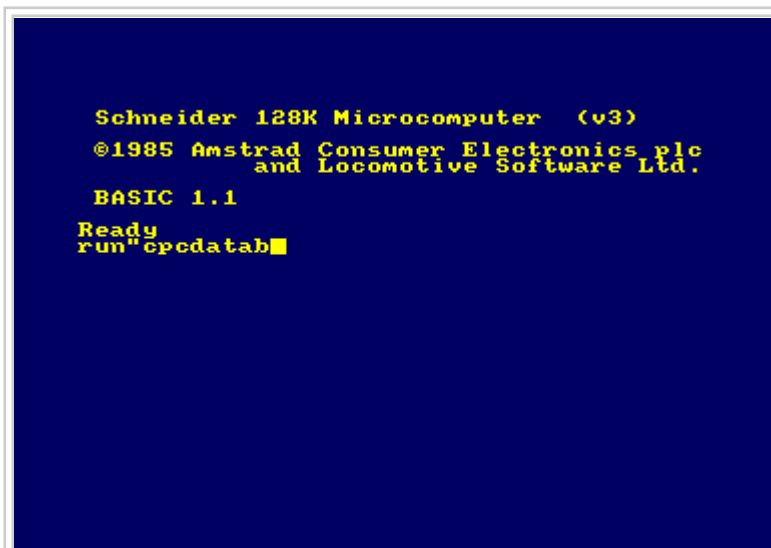 Schneider 128K Microcomputer (v3)
©1985 Amstrad Consumer Electronics plc
and Locomotive Software Ltd.
BASIC 1.1
Ready
run"cpcdatab